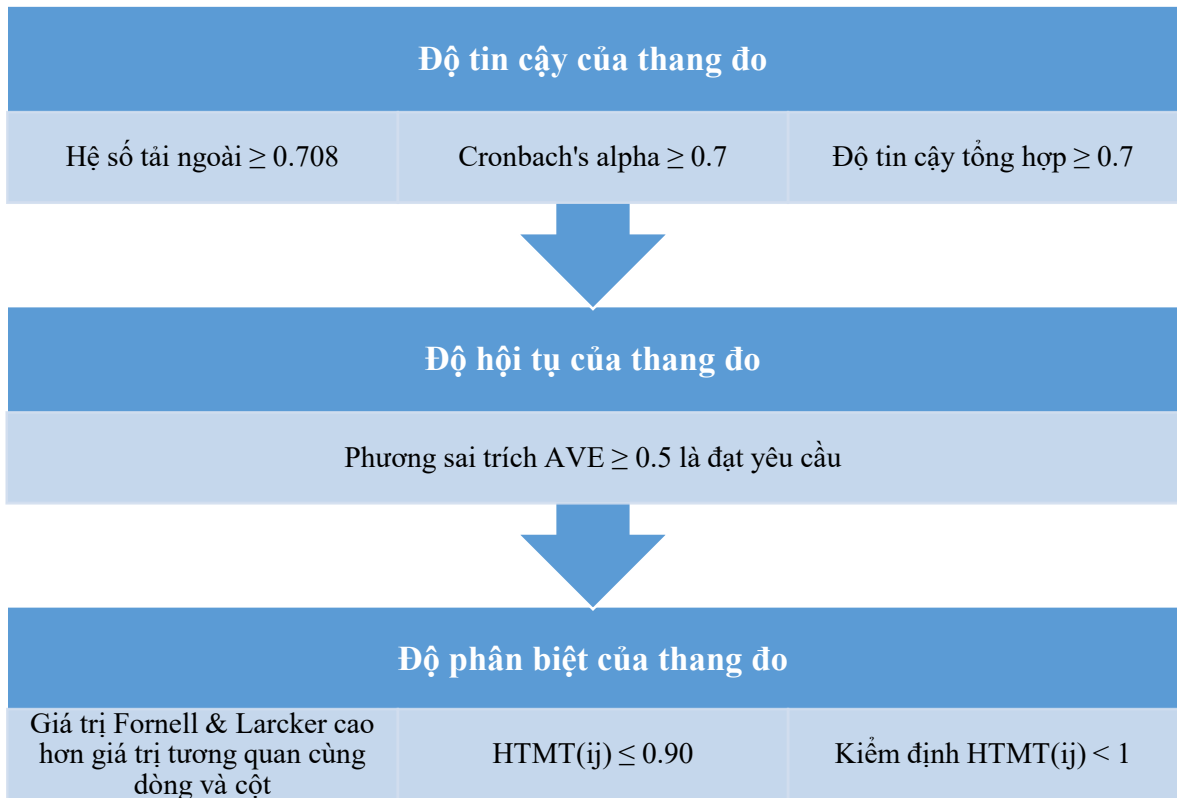 Độ tin cậy của thang đo
Hệ số tải ngoài ≥ 0.708
Cronbach's alpha ≥ 0.7
Độ tin cậy tổng hợp ≥ 0.7
Độ hội tụ của thang đo
Phương sai trích AVE ≥ 0.5 là đạt yêu cầu
Độ phân biệt của thang đo
Giá trị Fornell & Larcker cao
hơn giá trị tương quan cùng
dòng và cột
HTMT(ij) ≤ 0.90
Kiểm định HTMT(ij) < 1